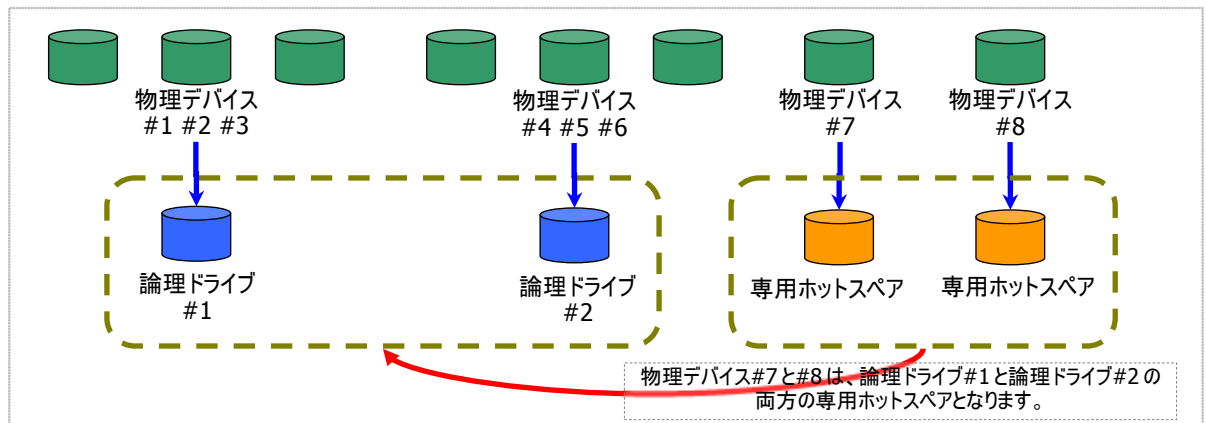 物理デバイス
#1 #2 #3
物理デバイス
#4 #5 #6
物理デバイス
#7
物理デバイス
#8
論理ドライブ
#1
論理ドライブ
#2
専用ホットスペア
専用ホットスペア
物理デバイス#7と#8は、論理ドライブ#1と論理ドライブ#2の
両方の専用ホットスペアとなります。